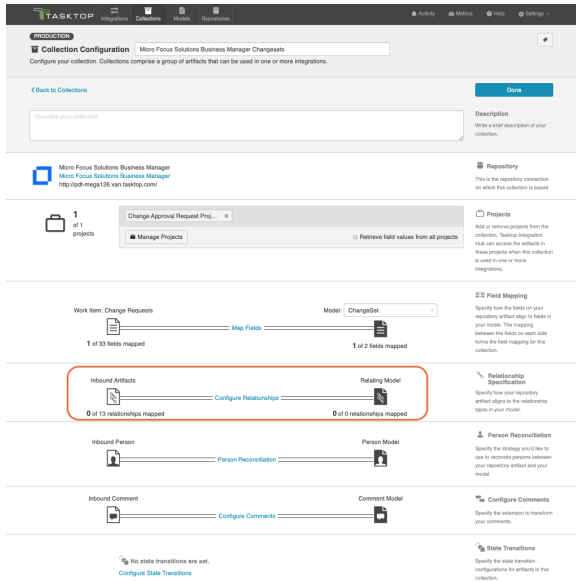 TASKTOP
Integrations
Collections
Models
Repositories
Activity
Metrics
Help
Settings
PRODUCTION
Collection Configuration
Micro Focus Solutions Business Manager Changesets
Configure your collection. Collections comprise a group of artifacts that can be used in one or more integrations.
Back to Collections
Done
Describe your collection
Description
Write a brief description of your
collection.
Micro Focus Solutions Business Manager
Micro Focus Solutions Business Manager
http://pdt-mega126.van.tasktop.com/
Repository
This is the repository connection
on which this collection is based.
1
of 1
projects
Change Approval Request Proj... ×
Manage Projects
Retrieve field values from all projects
Projects
Add or remove projects from the
collection. Tasktop Integration
Hub can access the artifacts in
these projects when this collection
is used in one or more
integrations.
Work Item: Change Requests
Model: ChangeSet
Map Fields
1 of 33 fields mapped
1 of 2 fields mapped
Field Mapping
Specify how the fields on your
repository artifact align to fields in
your model. The mapping
between the fields on each side
forms the field mapping for this
collection.
Inbound Artifacts
Relating Model
Configure Relationships
0 of 13 relationships mapped
0 of 0 relationships mapped
Relationship
Specification
Specify how your repository
artifact aligns to the relationship
types in your model.
Inbound Person
Person Model
Person Reconciliation
Person Reconciliation
Specify the strategy you'd like to
use to reconcile persons between
your repository artifact and your
model.
Inbound Comment
Comment Model
Configure Comments
Configure Comments
Specify the extension to transform
your comments.
No state transitions are set.
Configure State Transitions
State Transitions
Specify the state transition
configurations for artifacts in this
collection.